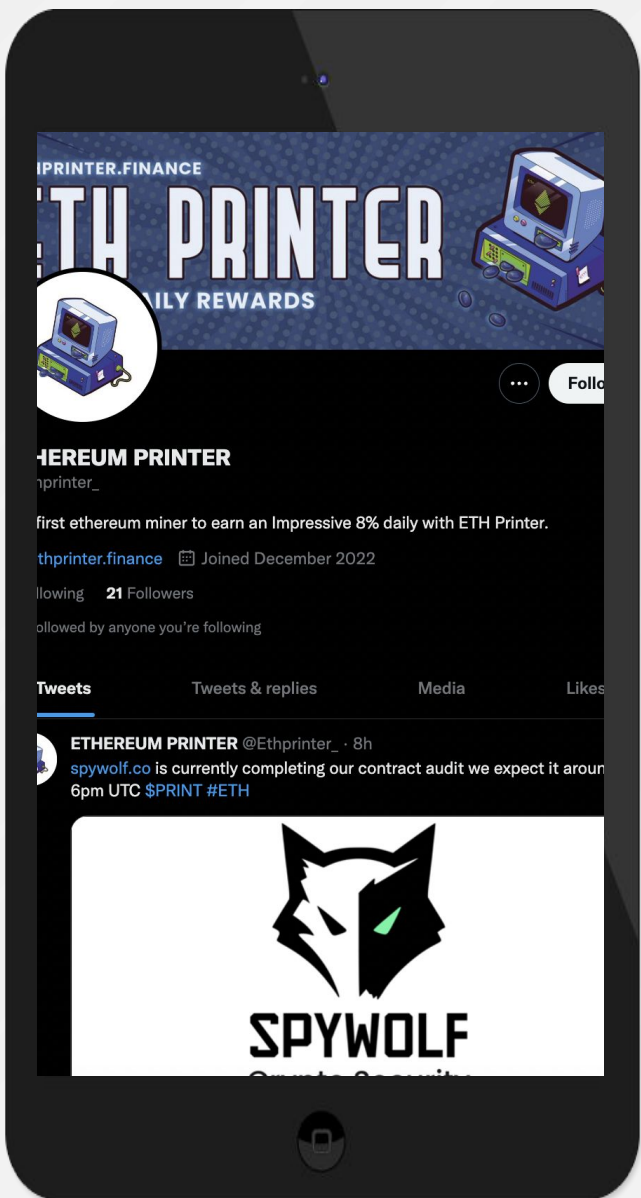 HPRINTER.FINANCE
ETH PRINTER
AILY REWARDS
Follo
HEREUM PRINTER
hprinter_
first ethereum miner to earn an Impressive 8% daily with ETH Printer.
thprinter.finance Joined December 2022
llowing 21 Followers
ollowed by anyone you're following
Tweets Tweets & replies Media Likes
ETHEREUM PRINTER @Ethprinter_ · 8h
spywolf.co is currently completing our contract audit we expect it aroun
6pm UTC $PRINT #ETH
SPYWOLF